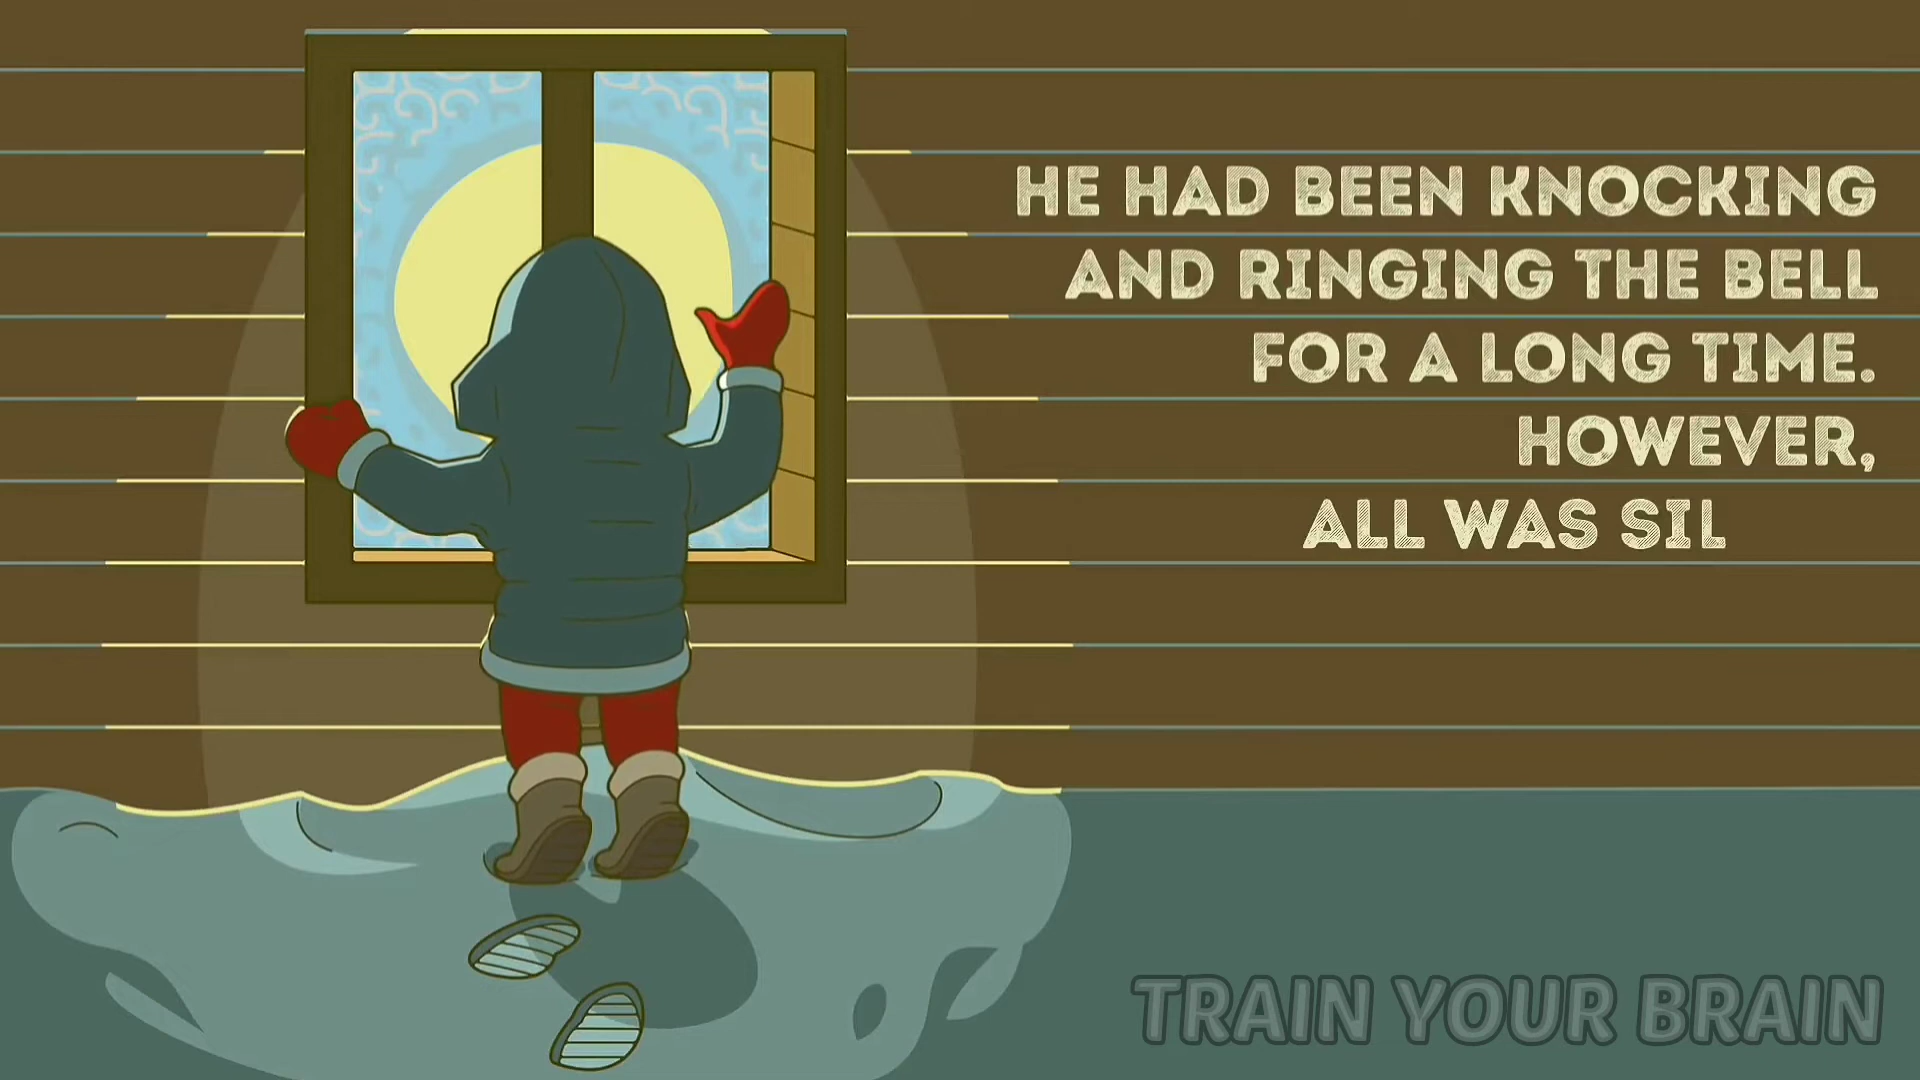 HE HAD BEEN KNOCKING
AND RINGING THE BELL
FOR A LONG TIME.
HOWEVER,
ALL WAS SIL
TRAIN YOUR BRAIN